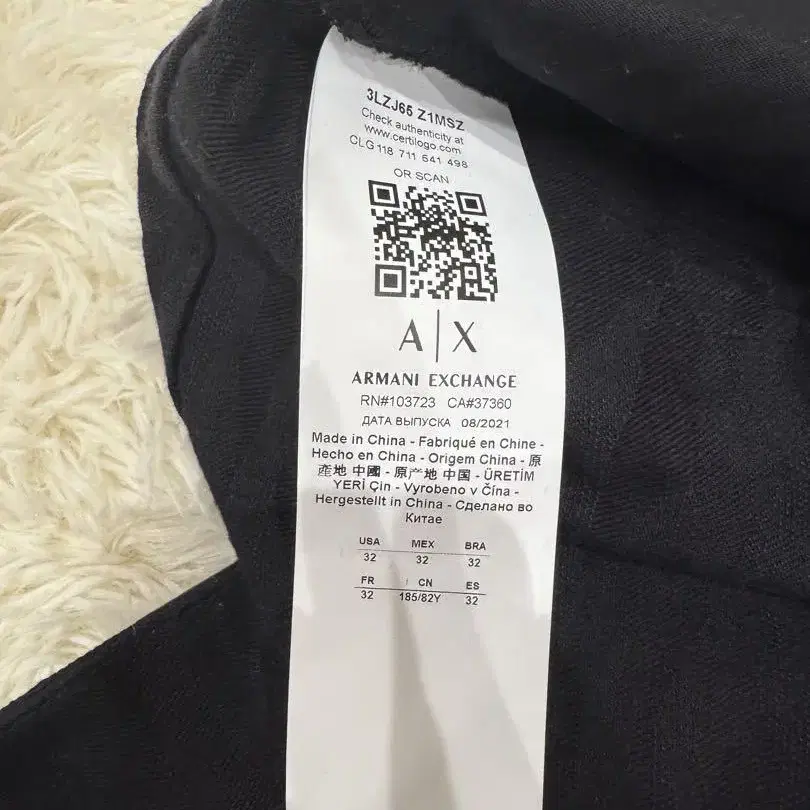 3LZJ65 Z1MSZ
Check authenticity at
www.certilogo.com
CLG 118 711 641 498
OR SCAN
A|X
ARMANI EXCHANGE
RN#103723 CA#37360
ДАТА ВЫПУСКА 08/2021
Made in China - Fabriqué en Chine -
Hecho en China - Origem China - 原
產地 中國 - 原产地 中国 - ÜRETİM
YERİ Çin - Vyrobeno v Čína -
Hergestellt in China - Сделано во
Китае
USA MEX BRA
32 32 32
FR CN ES
32 185/82Y 32